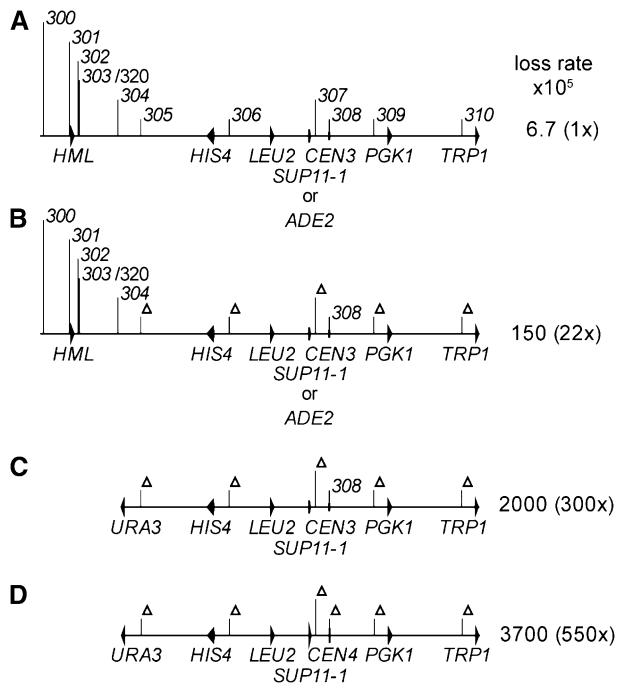 A
300
301
302
303 /320
304
305
306
307
308
309
310
loss rate
x10⁵
6.7 (1x)
HML HIS4 LEU2 CEN3 PGK1 TRP1
SUP11-1
or
ADE2
B
300
301
302
303 /320
304
Δ Δ Δ 308 Δ Δ
150 (22x)
HML HIS4 LEU2 CEN3 PGK1 TRP1
SUP11-1
or
ADE2
C
Δ Δ Δ 308 Δ Δ
2000 (300x)
URA3 HIS4 LEU2 CEN3 PGK1 TRP1
SUP11-1
D
Δ Δ Δ Δ Δ Δ
3700 (550x)
URA3 HIS4 LEU2 CEN4 PGK1 TRP1
SUP11-1